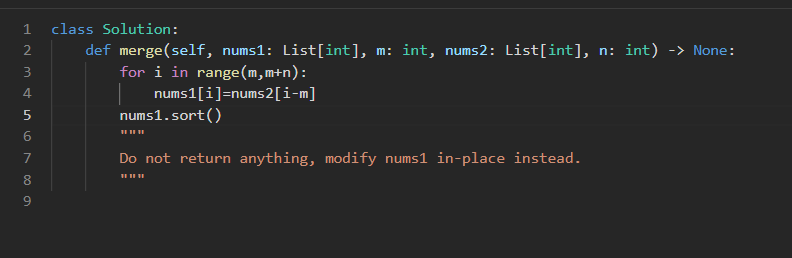 1 class Solution:
2     def merge(self, nums1: List[int], m: int, nums2: List[int], n: int) -> None:
3         for i in range(m,m+n):
4             nums1[i]=nums2[i-m]
5         nums1.sort()
6         """
7         Do not return anything, modify nums1 in-place instead.
8         """
9